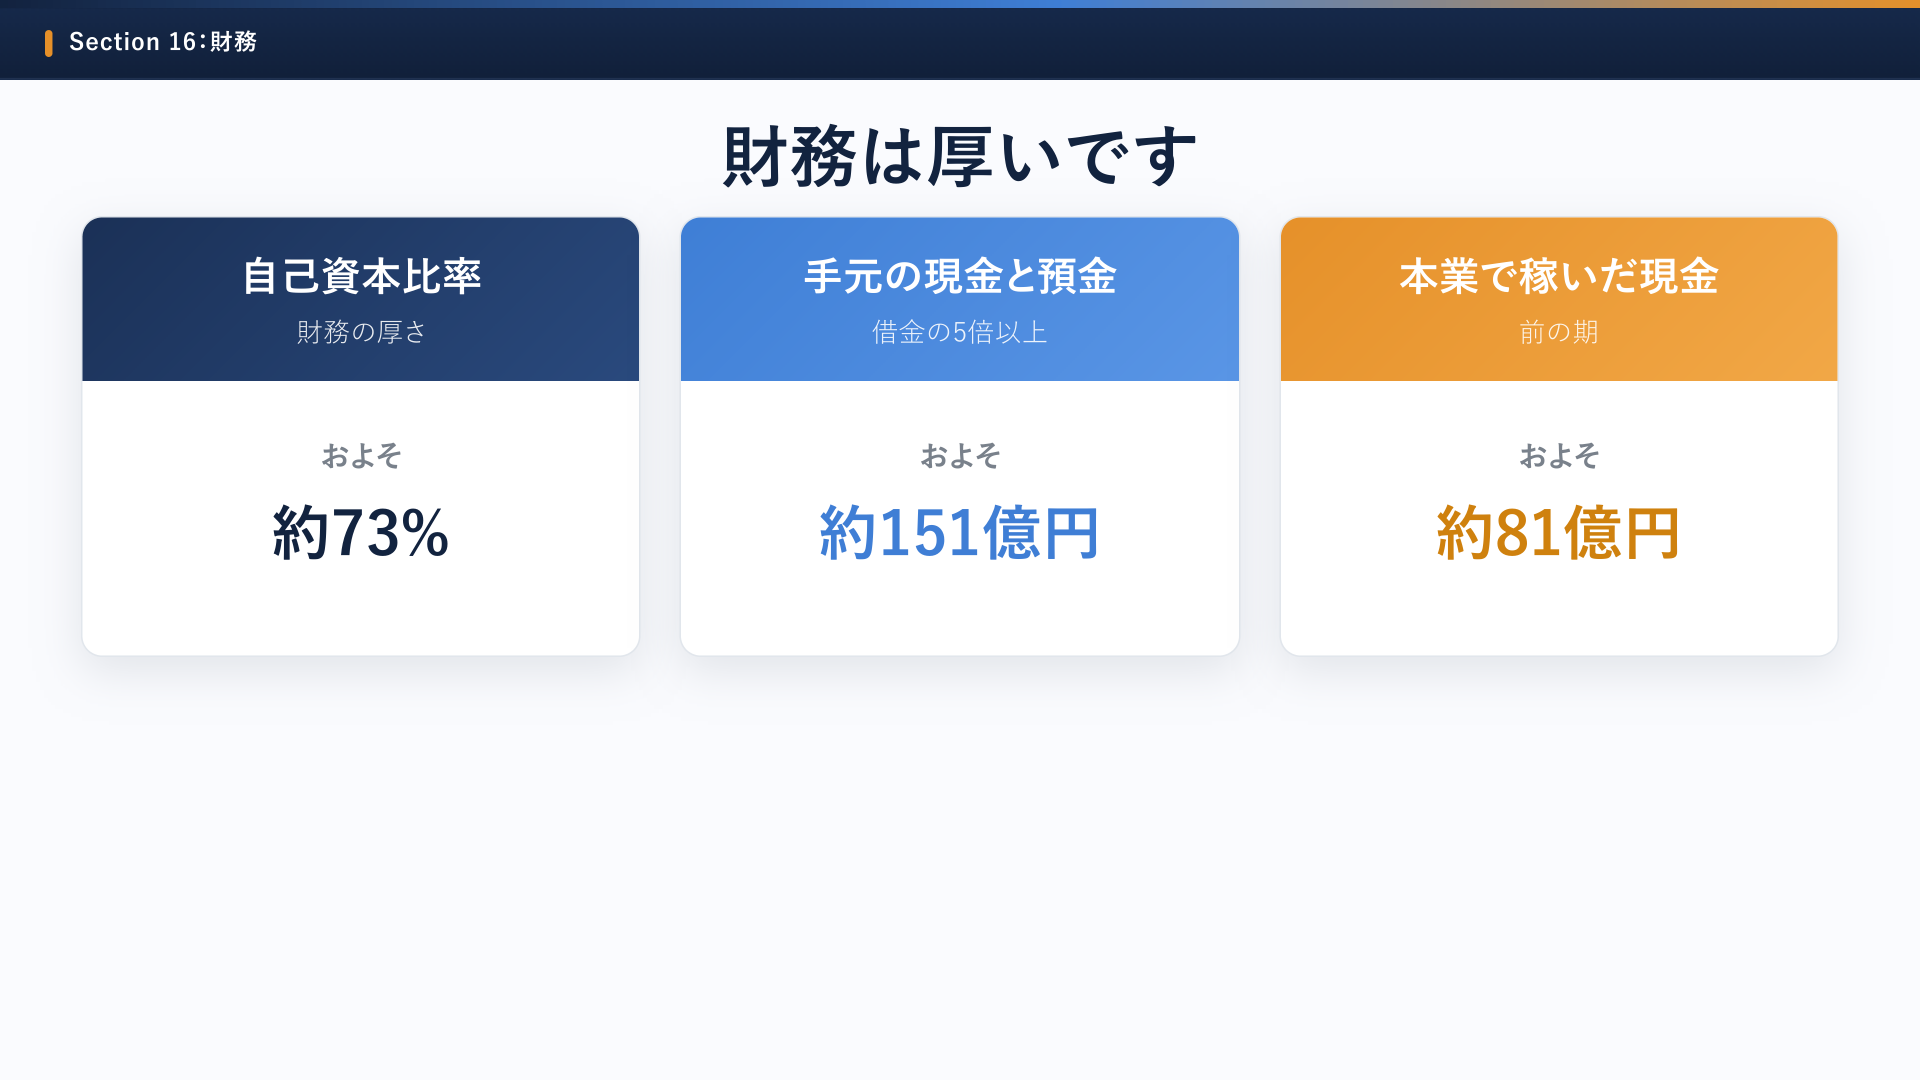 Section 16：財務
財務は厚いです
自己資本比率
財務の厚さ
およそ
約73%
手元の現金と預金
借金の5倍以上
およそ
約151億円
本業で稼いだ現金
前の期
およそ
約81億円